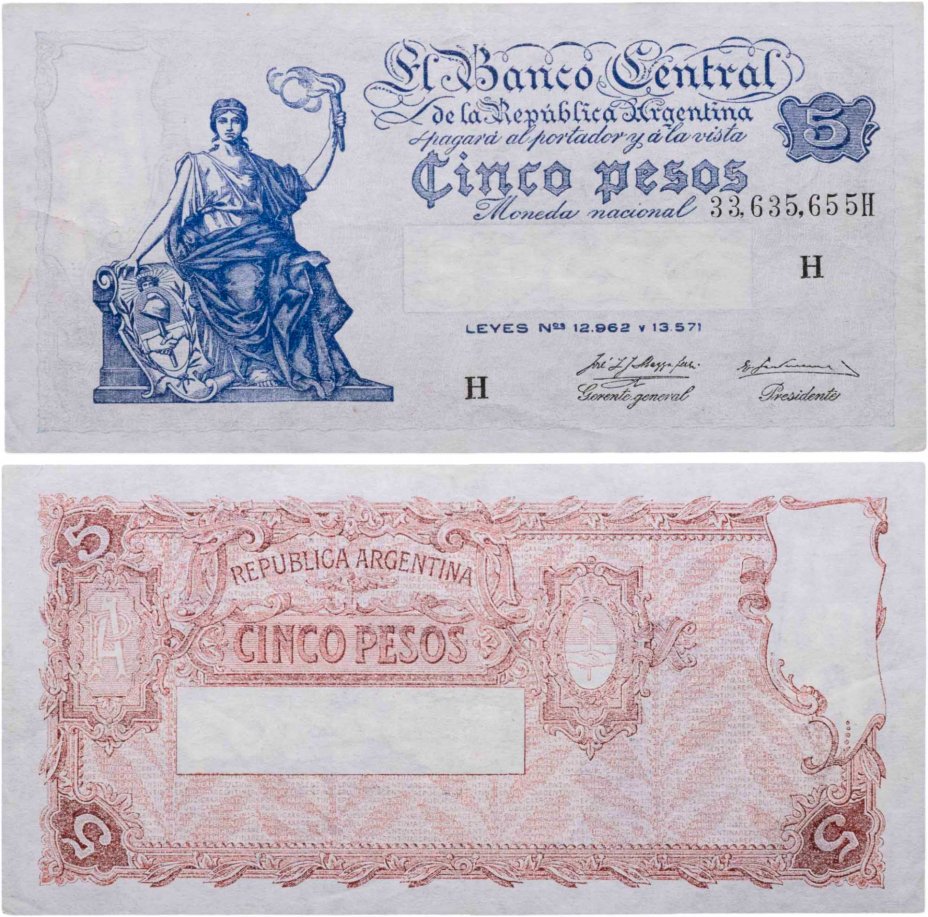 El Banco Central
de la República Argentina
pagará al portador y á la vista
5
Cinco pesos
Moneda nacional 33,635,655H
H
LEYES Nos 12.962 y 13.571
H
Gerente general Presidente
5
REPUBLICA ARGENTINA
CINCO PESOS
5
5